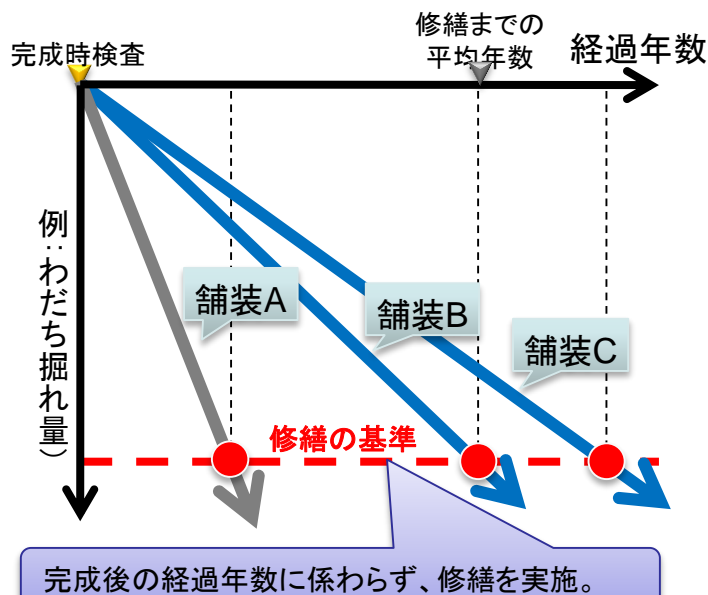 完成時検査
修繕までの
平均年数
経過年数
例：わだち掘れ量）
舗装A
舗装B
舗装C
修繕の基準
完成後の経過年数に係わらず、修繕を実施。